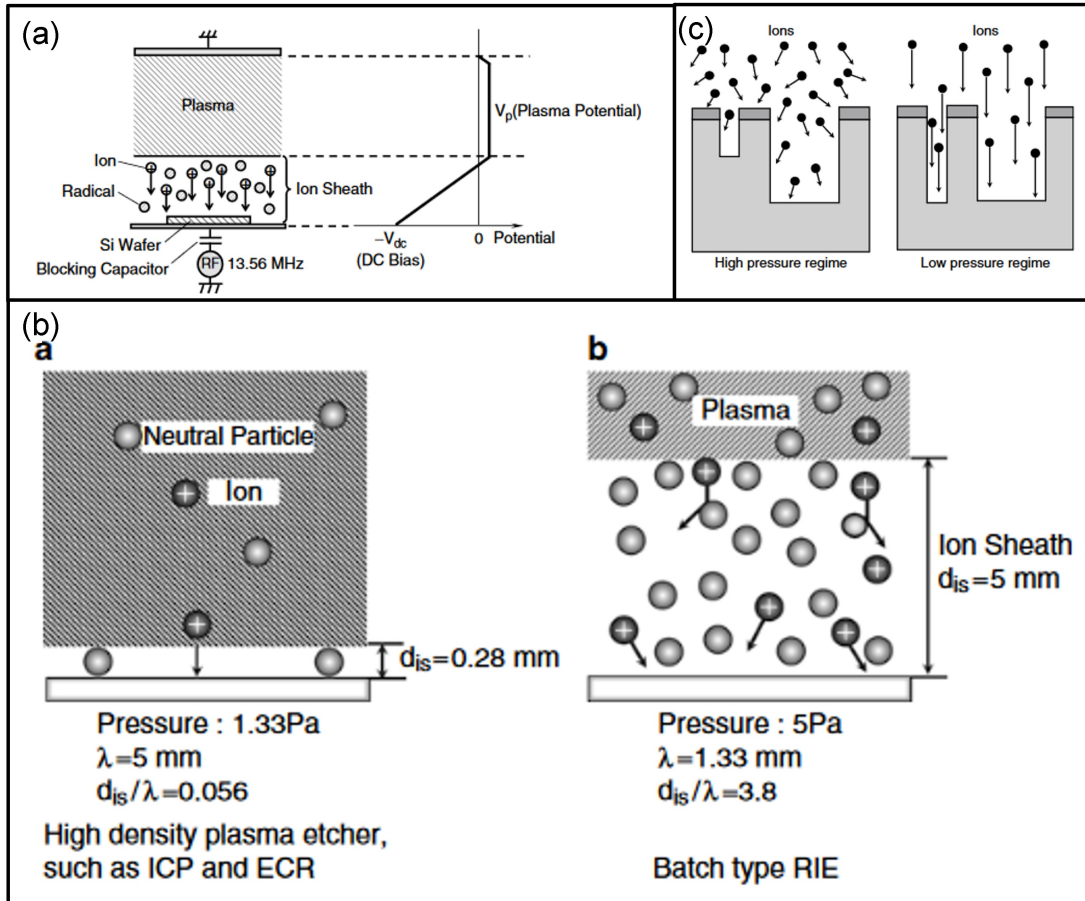 (a)
Plasma
Ion
Radical
Ion Sheath
Si Wafer
Blocking Capacitor
RF
13.56 MHz
Vp(Plasma Potential)
−Vdc
(DC Bias)
0
Potential
(c)
Ions
Ions
High pressure regime
Low pressure regime
(b)
a
Neutral Particle
Ion
dis=0.28 mm
Pressure : 1.33Pa
λ=5 mm
dis/λ=0.056
High density plasma etcher,
such as ICP and ECR
b
Plasma
Ion Sheath
dis=5 mm
Pressure : 5Pa
λ=1.33 mm
dis/λ=3.8
Batch type RIE